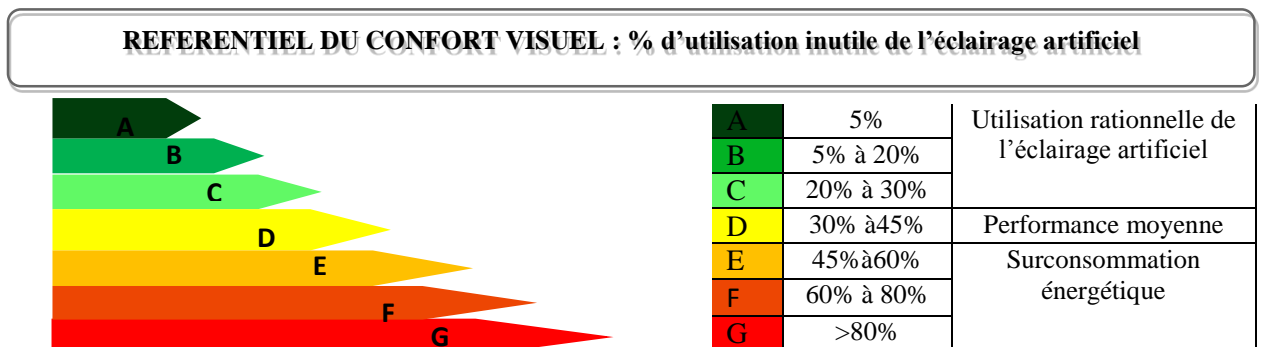 REFERENTIEL DU CONFORT VISUEL : % d’utilisation inutile de l’éclairage artificiel
A
B
C
D
E
F
G
A 5% Utilisation rationnelle de
B 5% à 20% l’éclairage artificiel
C 20% à 30%
D 30% à45% Performance moyenne
E 45%à60% Surconsommation
F 60% à 80% énergétique
G >80%